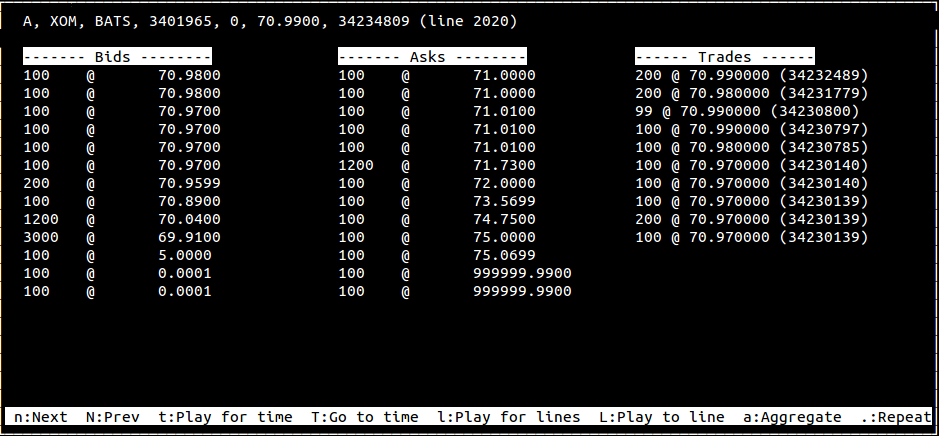 A, XOM, BATS, 3401965, 0, 70.9900, 34234809 (line 2020)
------- Bids -------- ------- Asks -------- ------ Trades ------
100 @ 70.9800 100 @ 71.0000 200 @ 70.990000 (34232489)
100 @ 70.9800 100 @ 71.0000 200 @ 70.980000 (34231779)
100 @ 70.9700 100 @ 71.0100 99 @ 70.990000 (34230800)
100 @ 70.9700 100 @ 71.0100 100 @ 70.990000 (34230797)
100 @ 70.9700 100 @ 71.0100 100 @ 70.980000 (34230785)
100 @ 70.9700 1200 @ 71.7300 100 @ 70.970000 (34230140)
200 @ 70.9599 100 @ 72.0000 100 @ 70.970000 (34230140)
100 @ 70.8900 100 @ 73.5699 100 @ 70.970000 (34230139)
1200 @ 70.0400 100 @ 74.7500 200 @ 70.970000 (34230139)
3000 @ 69.9100 100 @ 75.0000 100 @ 70.970000 (34230139)
100 @ 5.0000 100 @ 75.0699
100 @ 0.0001 100 @ 999999.9900
100 @ 0.0001 100 @ 999999.9900
n:Next N:Prev t:Play for time T:Go to time l:Play for lines L:Play to line a:Aggregate .:Repeat